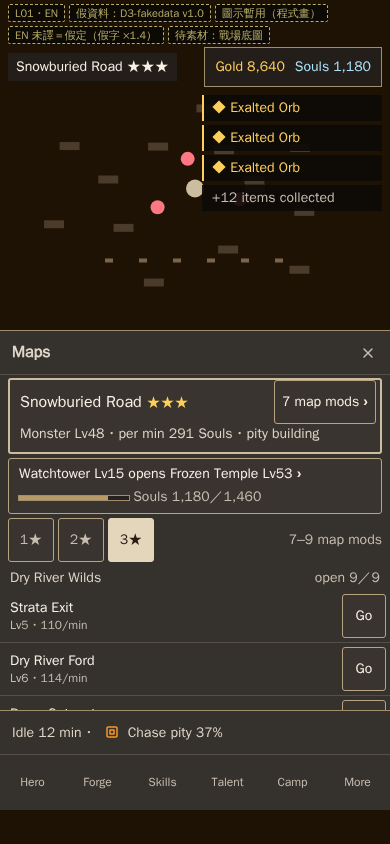 L01・EN
假資料：D3-fakedata v1.0
圖示暫用（程式畫）
EN 未譯＝假定（假字 ×1.4）
待素材：戰場底圖
Snowburied Road ★★★
Gold 8,640 Souls 1,180
◆ Exalted Orb
◆ Exalted Orb
◆ Exalted Orb
+12 items collected
Maps ×
Snowburied Road ★★★
7 map mods ›
Monster Lv48・per min 291 Souls・pity building
Watchtower Lv15 opens Frozen Temple Lv53 ›
Souls 1,180／1,460
1★ 2★ 3★ 7–9 map mods
Dry River Wilds open 9／9
Strata Exit
Lv5・110/min
Go
Dry River Ford
Lv6・114/min
Go
Idle 12 min・ Chase pity 37%
Hero Forge Skills Talent Camp More